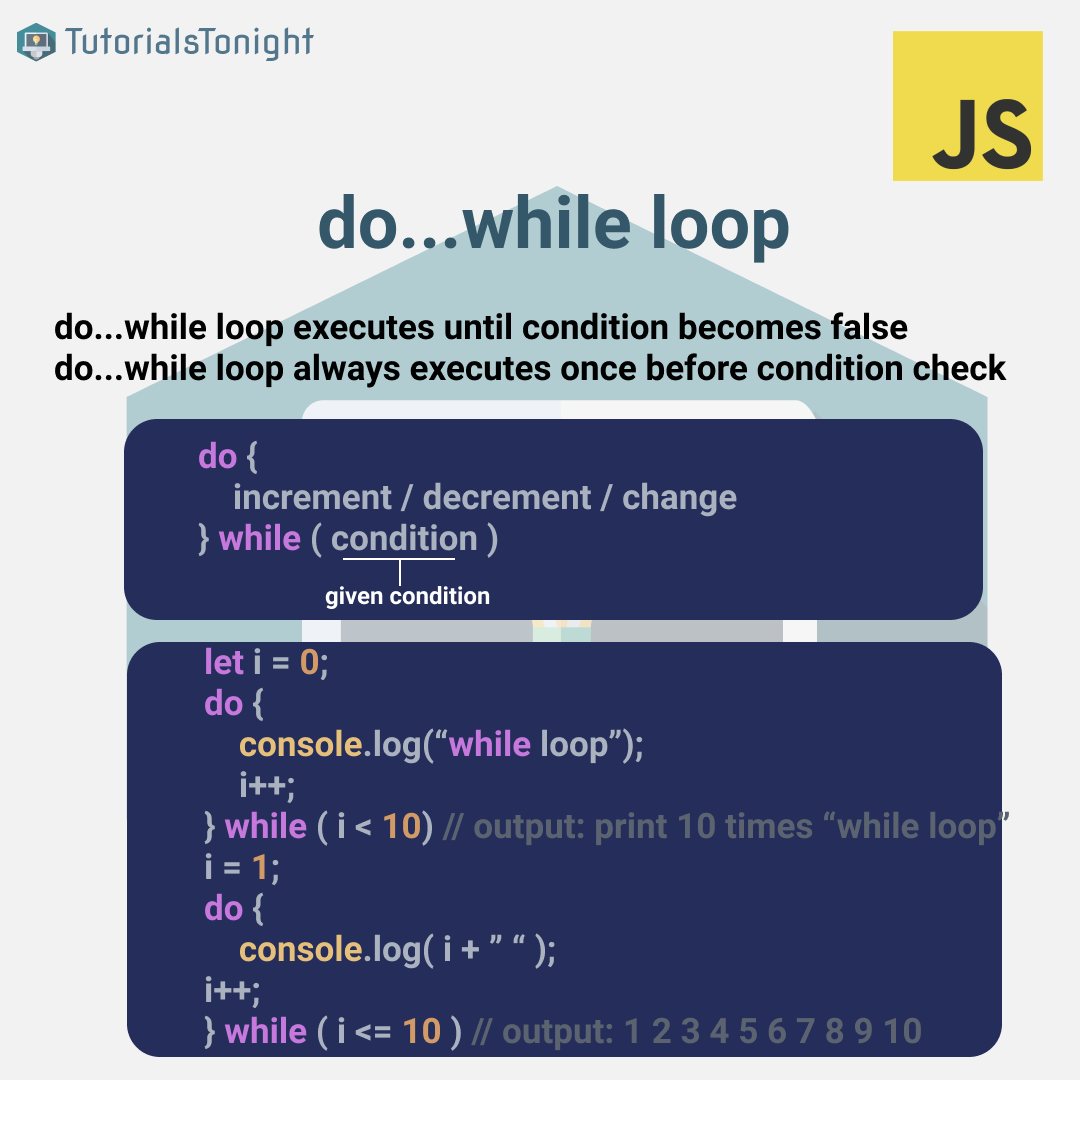 TutorialsTonight
JS
do...while loop
do...while loop executes until condition becomes false
do...while loop always executes once before condition check
do {
increment / decrement / change
} while ( condition )
given condition
let i = 0;
do {
console.log(“while loop”);
i++;
} while ( i < 10) // output: print 10 times “while loop”
i = 1;
do {
console.log( i + ” “ );
i++;
} while ( i <= 10 ) // output: 1 2 3 4 5 6 7 8 9 10